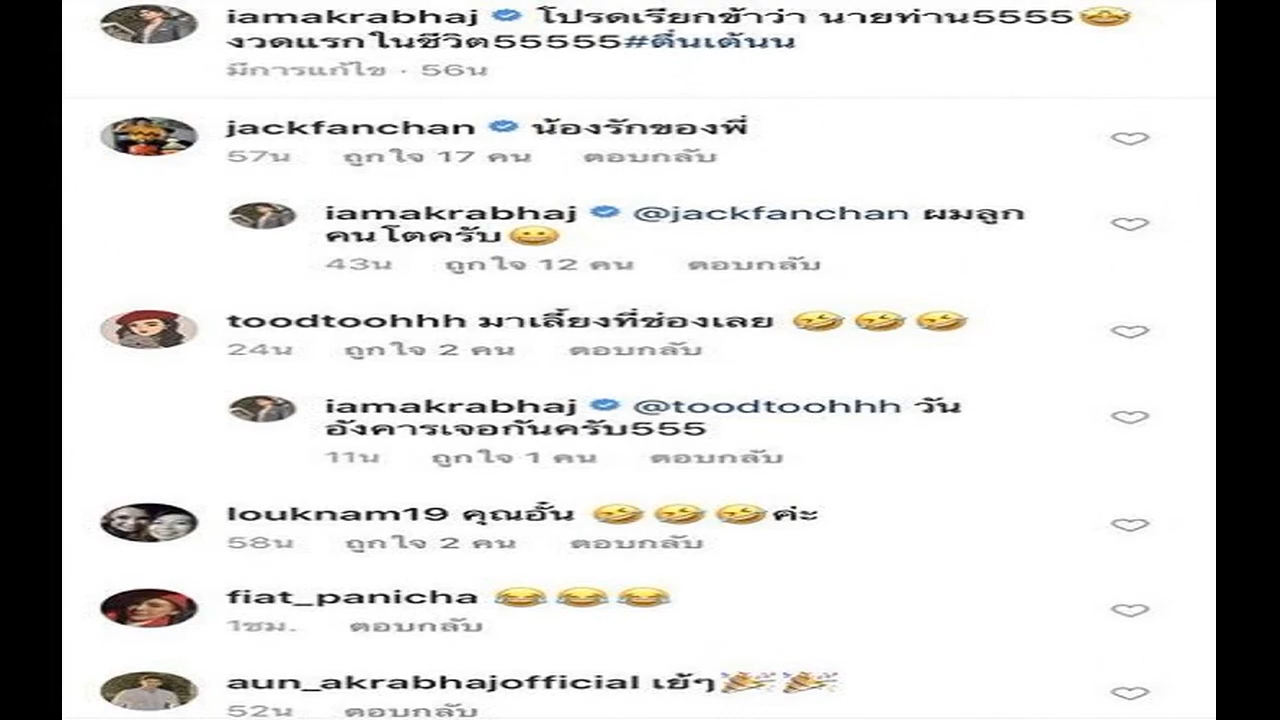 iamakrabhaj โปรดเรียกข้าว่า นายท่าน5555🤩
งวดแรกในชีวิต55555#ตื่นเต้นน
มีการแก้ไข · 56น
jackfanchan น้องรักของพี่
57น ถูกใจ 17 คน ตอบกลับ
iamakrabhaj @jackfanchan ผมลูก
คนโตครับ😀
43น ถูกใจ 12 คน ตอบกลับ
toodtoohhh มาเลี้ยงที่ช่องเลย 🤣🤣🤣
24น ถูกใจ 2 คน ตอบกลับ
iamakrabhaj @toodtoohhh วัน
อังคารเจอกันครับ555
11น ถูกใจ 1 คน ตอบกลับ
louknam19 คุณอั๋น 🤣🤣🤣ค่ะ
58น ถูกใจ 2 คน ตอบกลับ
fiat_panicha 😂😂😂
1ชม. ตอบกลับ
aun_akrabhajofficial เย้ๆ🎉🎉
52น ตอบกลับ